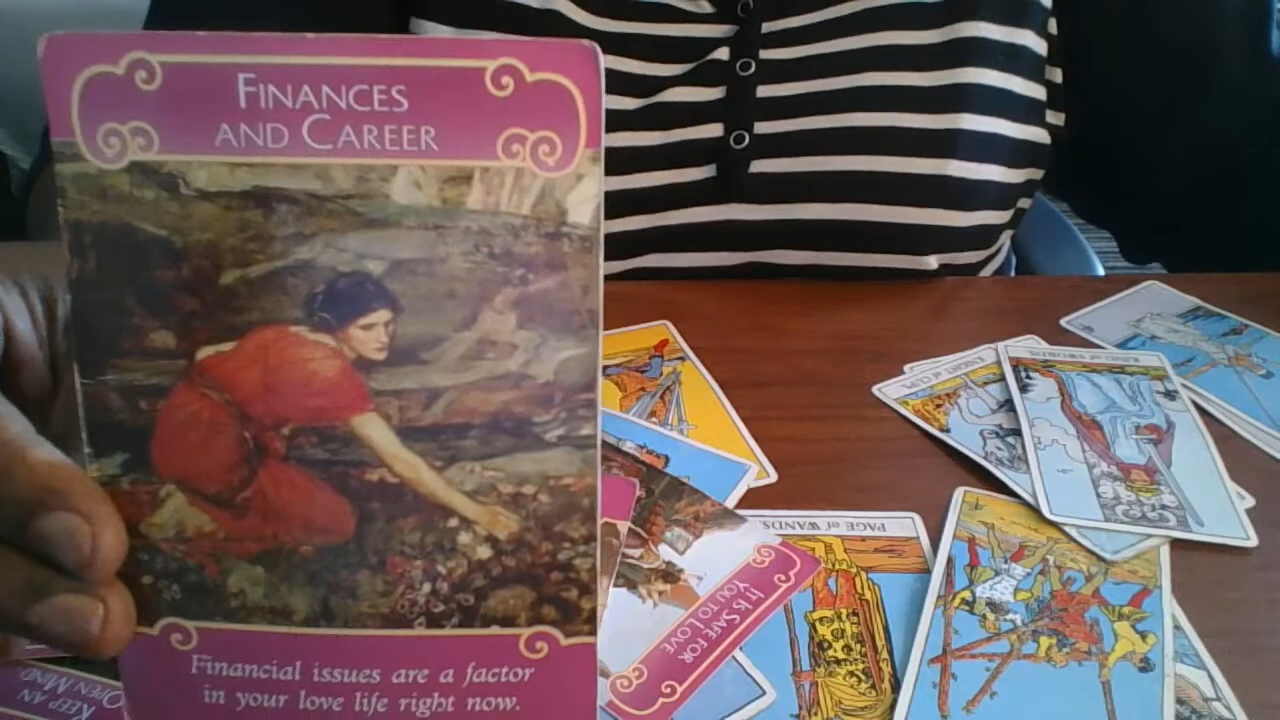 FINANCES
AND CAREER
Financial issues are a factor
in your love life right now.
KEEP AN
OPEN MIND
IT IS SAFE FOR
YOU TO LOVE
PAGE of WANDS.
KNIGHT of CUPS.
KING of SWORDS.